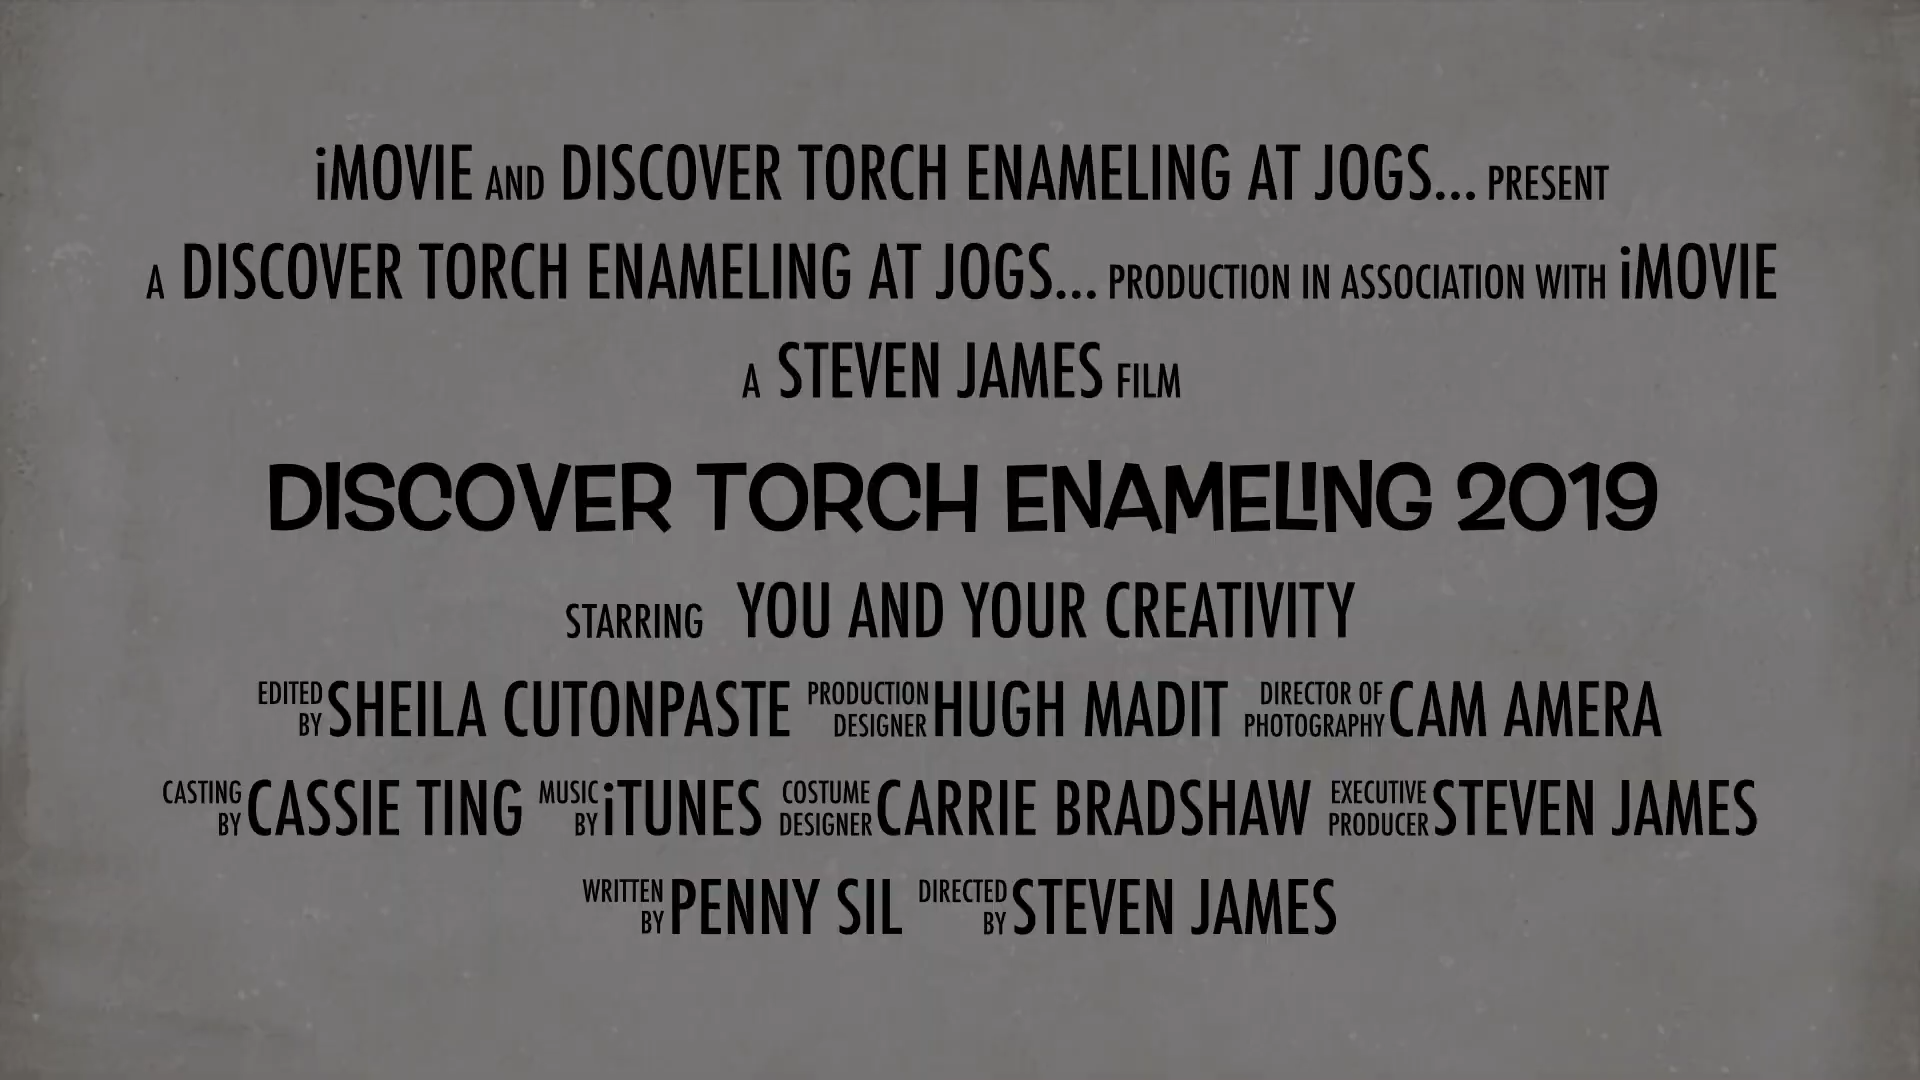 iMOVIE AND DISCOVER TORCH ENAMELING AT JOGS... PRESENT
A DISCOVER TORCH ENAMELING AT JOGS... PRODUCTION IN ASSOCIATION WITH iMOVIE
A STEVEN JAMES FILM
DISCOVER TORCH ENAMELING 2019
STARRING YOU AND YOUR CREATIVITY
EDITED BY SHEILA CUTONPASTE PRODUCTION DESIGNER HUGH MADIT DIRECTOR OF PHOTOGRAPHY CAM AMERA
CASTING BY CASSIE TING MUSIC BY iTUNES COSTUME DESIGNER CARRIE BRADSHAW EXECUTIVE PRODUCER STEVEN JAMES
WRITTEN BY PENNY SIL DIRECTED BY STEVEN JAMES